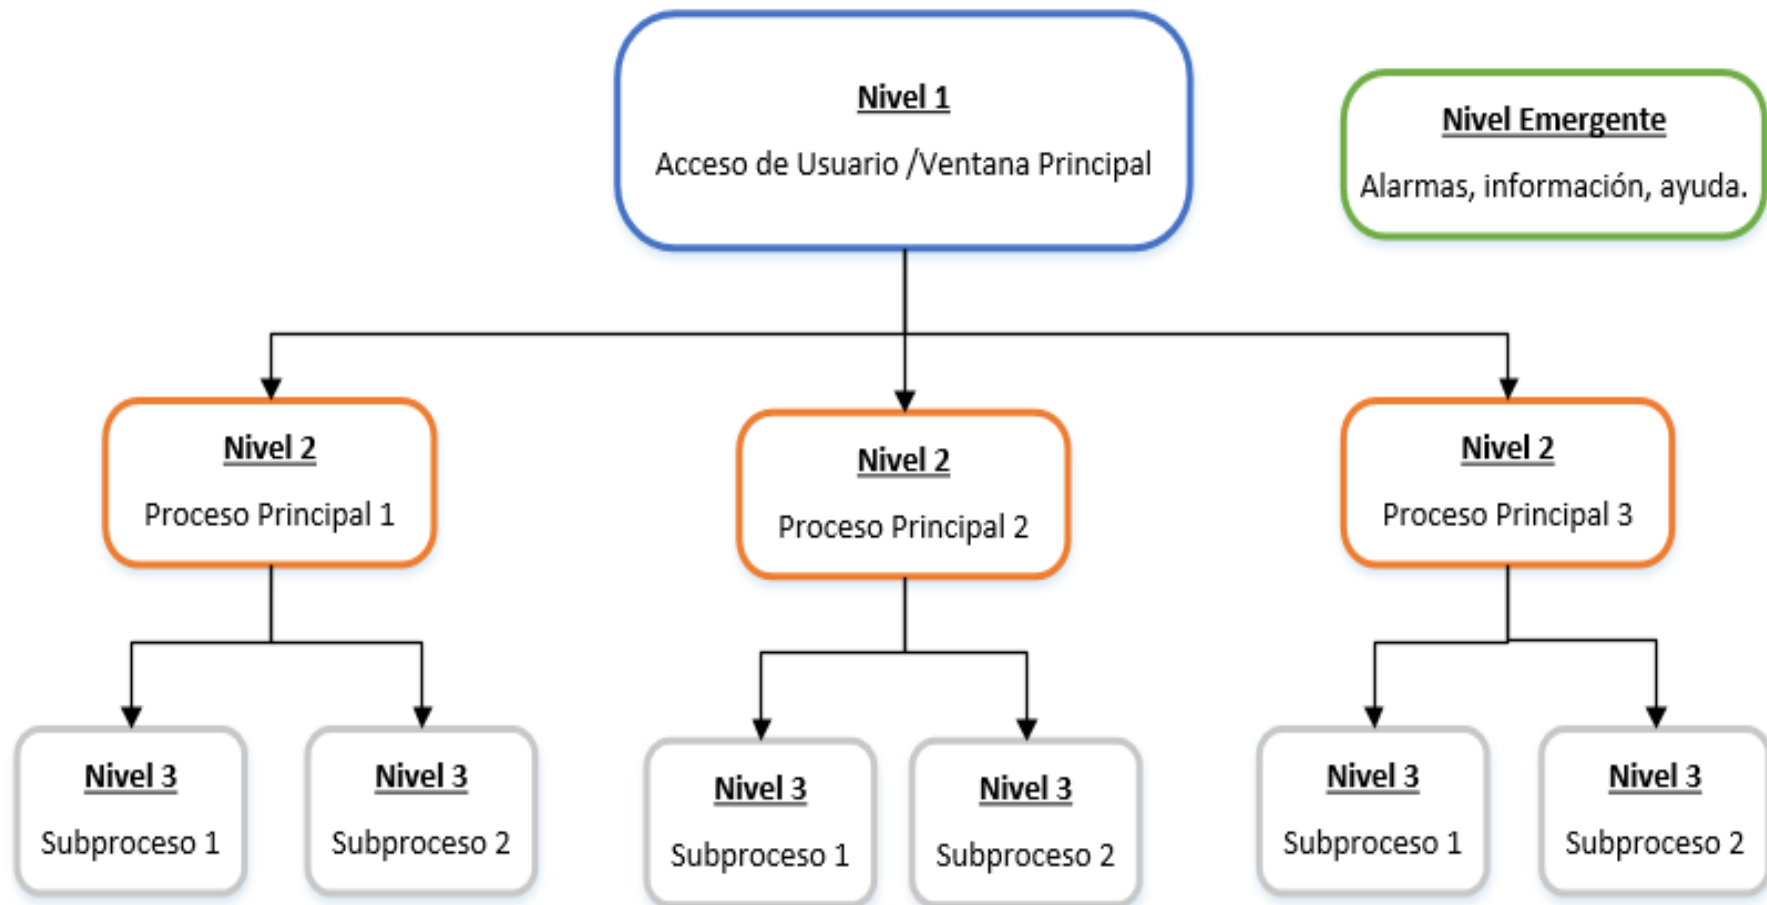 Nivel 1
Acceso de Usuario /Ventana Principal
Nivel Emergente
Alarmas, información, ayuda.
Nivel 2
Proceso Principal 1
Nivel 2
Proceso Principal 2
Nivel 2
Proceso Principal 3
Nivel 3
Subproceso 1
Nivel 3
Subproceso 2
Nivel 3
Subproceso 1
Nivel 3
Subproceso 2
Nivel 3
Subproceso 1
Nivel 3
Subproceso 2